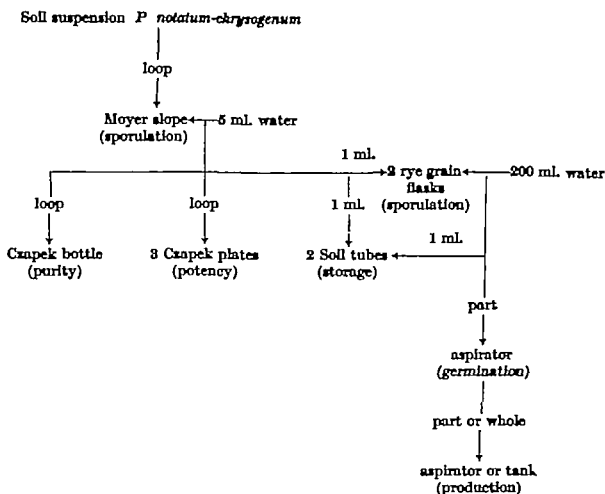 Soil suspension P notatum-chrysogenum
loop
Moyer slope
(sporulation)
5 ml. water
1 ml.
2 rye grain
flasks
(sporulation)
200 ml. water
loop
loop
1 ml.
1 ml.
Czapek bottle
(purity)
3 Czapek plates
(potency)
2 Soil tubes
(storage)
part
aspirator
(germination)
part or whole
aspirator or tank
(production)